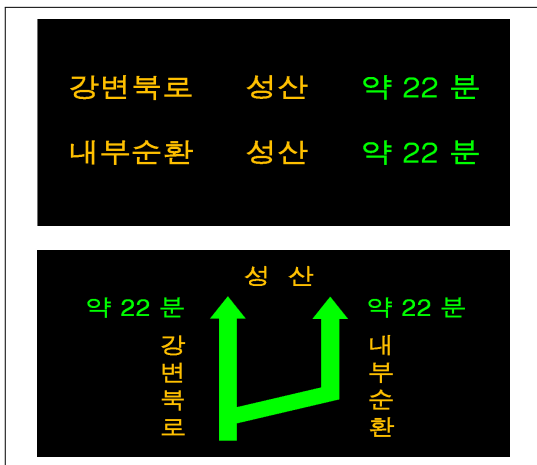 강변북로 성산 약 22 분
내부순환 성산 약 22 분
성 산
약 22 분 약 22 분
강변북로
내부순환